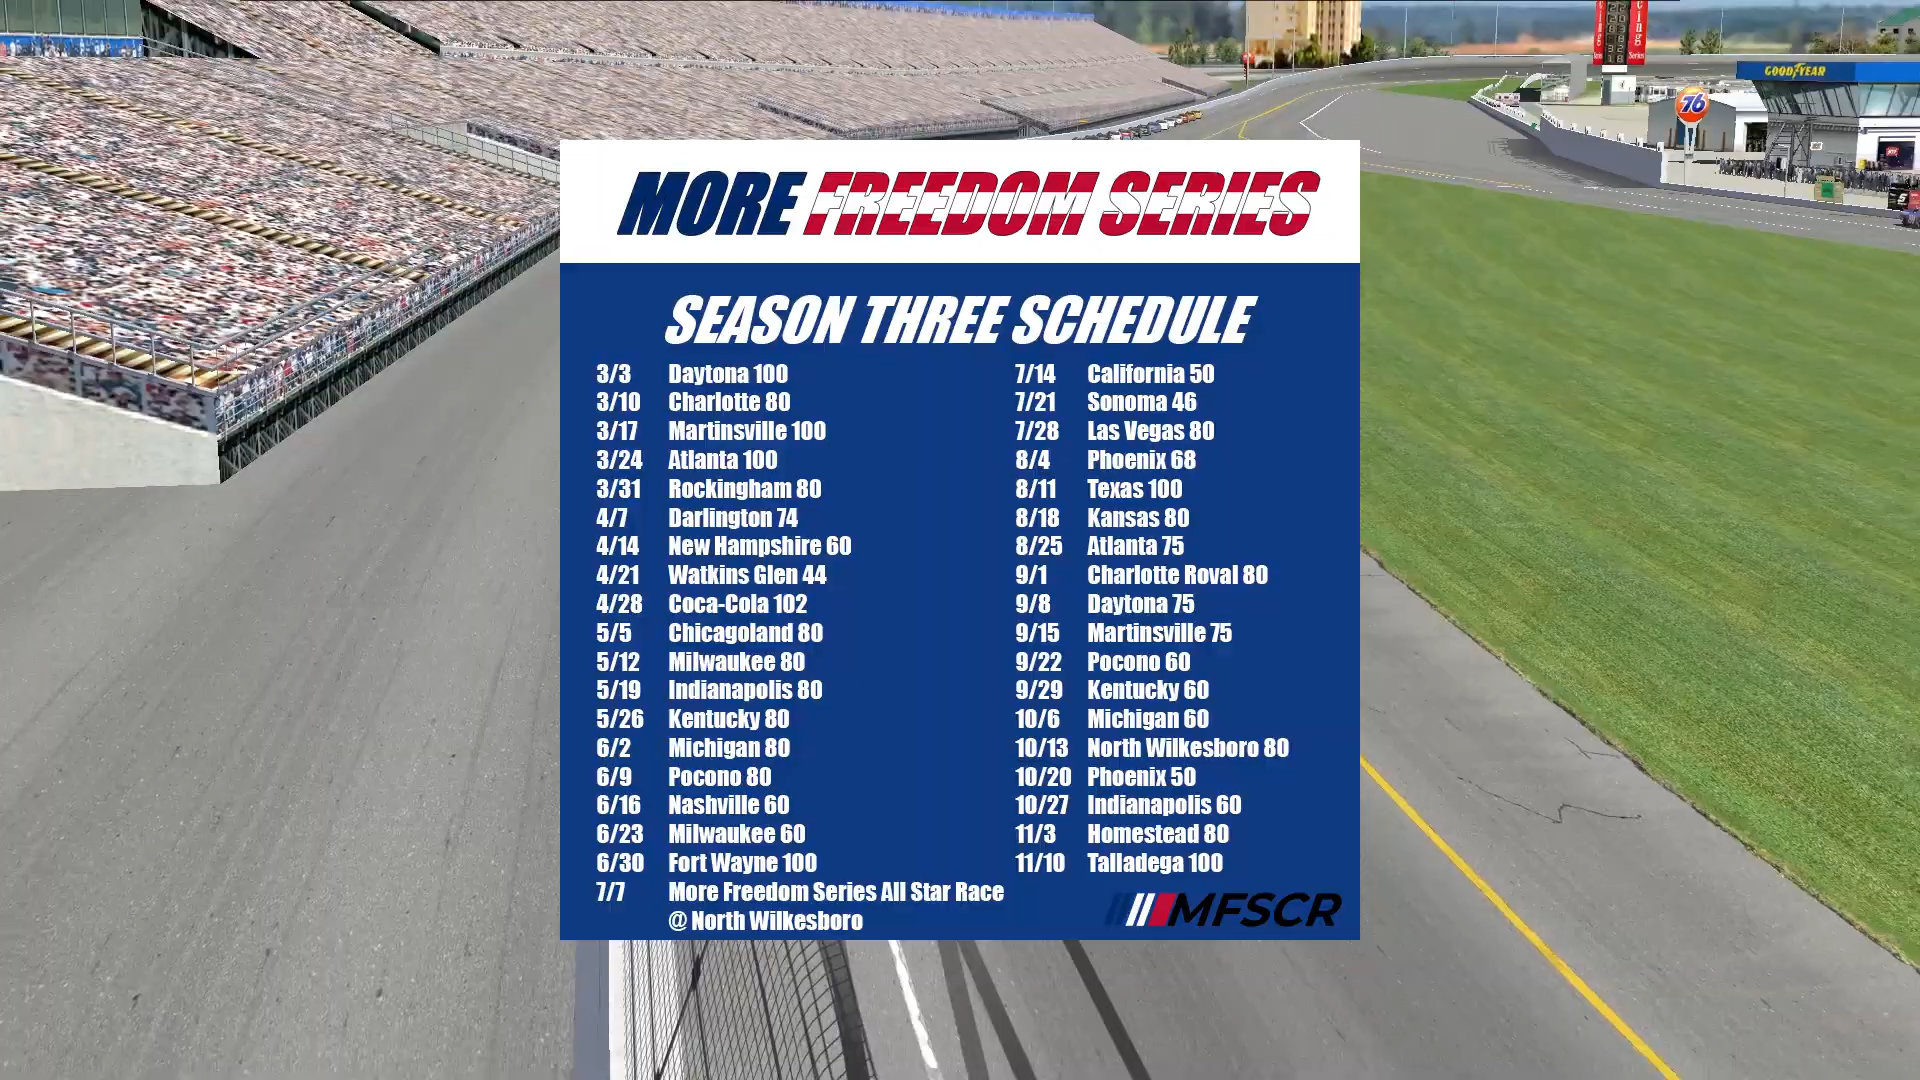 GOODYEAR
76
MORE FREEDOM SERIES
SEASON THREE SCHEDULE
3/3 Daytona 100
3/10 Charlotte 80
3/17 Martinsville 100
3/24 Atlanta 100
3/31 Rockingham 80
4/7 Darlington 74
4/14 New Hampshire 60
4/21 Watkins Glen 44
4/28 Coca-Cola 102
5/5 Chicagoland 80
5/12 Milwaukee 80
5/19 Indianapolis 80
5/26 Kentucky 80
6/2 Michigan 80
6/9 Pocono 80
6/16 Nashville 60
6/23 Milwaukee 60
6/30 Fort Wayne 100
7/7 More Freedom Series All Star Race
@ North Wilkesboro
7/14 California 50
7/21 Sonoma 46
7/28 Las Vegas 80
8/4 Phoenix 68
8/11 Texas 100
8/18 Kansas 80
8/25 Atlanta 75
9/1 Charlotte Roval 80
9/8 Daytona 75
9/15 Martinsville 75
9/22 Pocono 60
9/29 Kentucky 60
10/6 Michigan 60
10/13 North Wilkesboro 80
10/20 Phoenix 50
10/27 Indianapolis 60
11/3 Homestead 80
11/10 Talladega 100
MFSCR